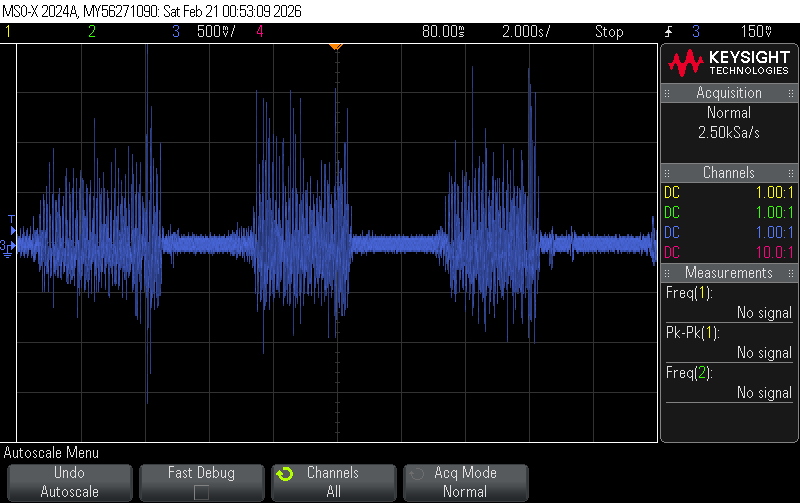 MSO-X 2024A, MY56271090: Sat Feb 21 00:53:09 2026
1 2 3 500mV/ 4 80.00ms 2.000s/ Stop 3 150mV
KEYSIGHT
TECHNOLOGIES
Acquisition
Normal
2.50kSa/s
Channels
DC 1.00:1
DC 1.00:1
DC 1.00:1
DC 10.0:1
Measurements
Freq(1):
No signal
Pk-Pk(1):
No signal
Freq(2):
No signal
T
3
Autoscale Menu
Undo
Autoscale
Fast Debug
Channels
All
Acq Mode
Normal